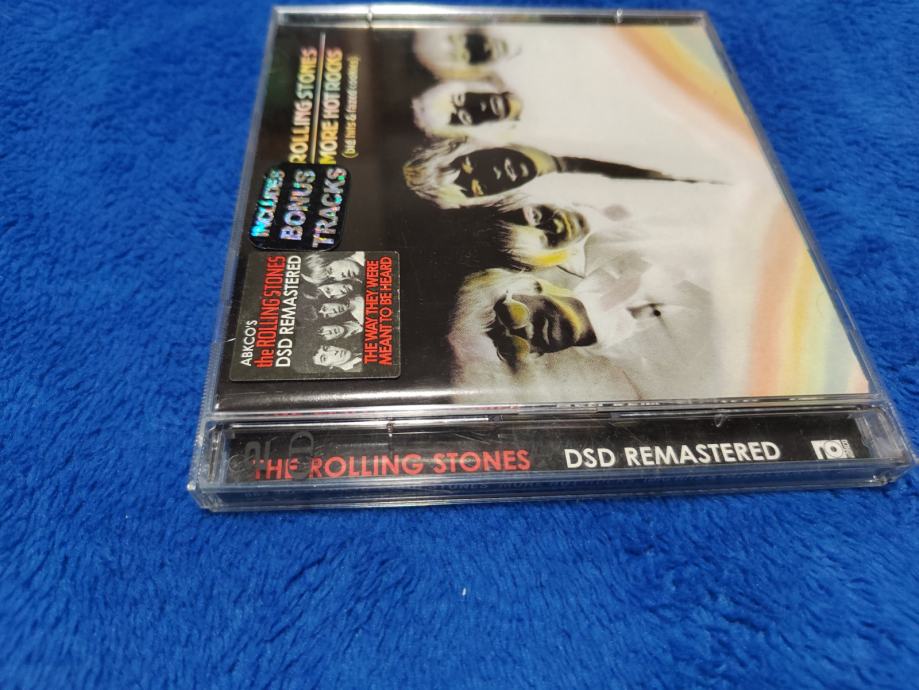 ROLLING STONES
MORE HOT ROCKS
(big hits & fazed cookies)
INCLUDES
BONUS
TRACKS
ABKCO'S
the ROLLING STONES
DSD REMASTERED
THE WAY THEY WERE
MEANT TO BE HEARD
THE ROLLING STONES DSD REMASTERED